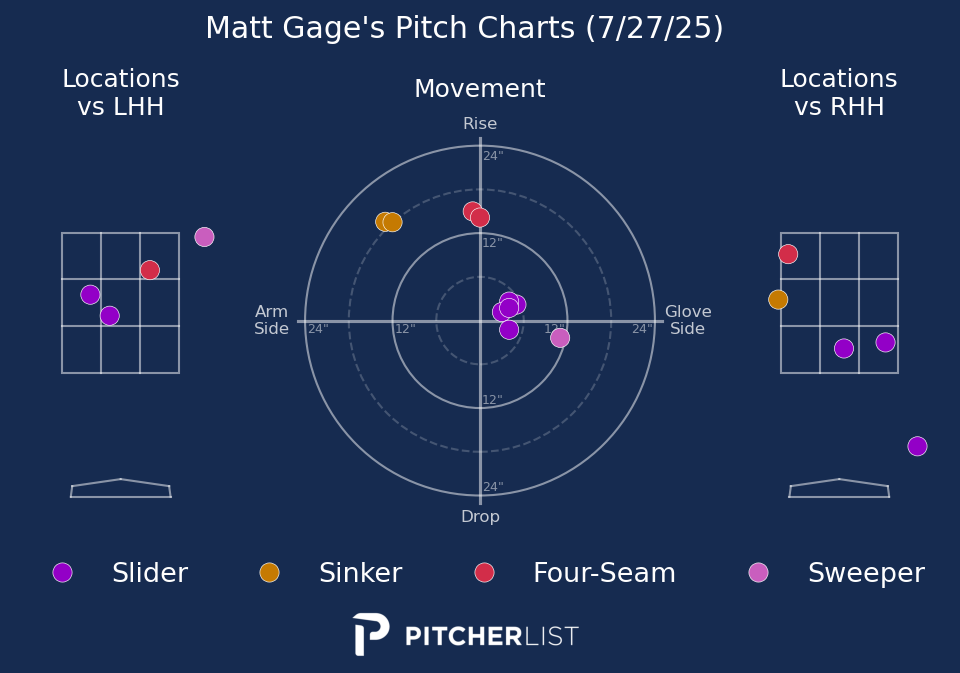 Matt Gage's Pitch Charts (7/27/25)
Locations
vs LHH
Movement
Locations
vs RHH
Rise
24"
12"
Arm
Side
24"
12"
12"
24"
Glove
Side
12"
24"
Drop
Slider
Sinker
Four-Seam
Sweeper
PITCHERLIST